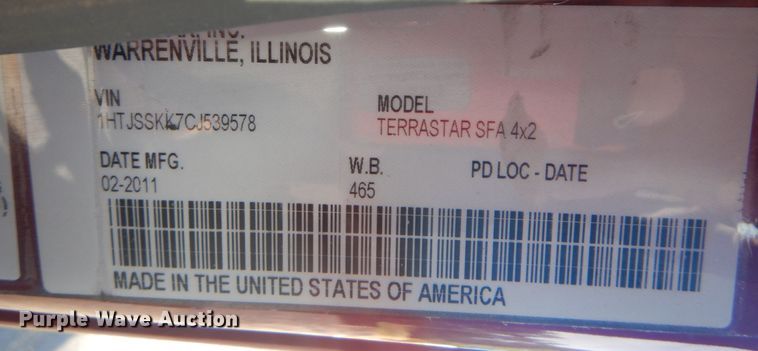 INC.
WARRENVILLE, ILLINOIS
VIN
1HTJSSKK7CJ539578
MODEL
TERRASTAR SFA 4x2
DATE MFG.
02-2011
W.B.
465
PD LOC - DATE
MADE IN THE UNITED STATES OF AMERICA
Purple Wave Auction